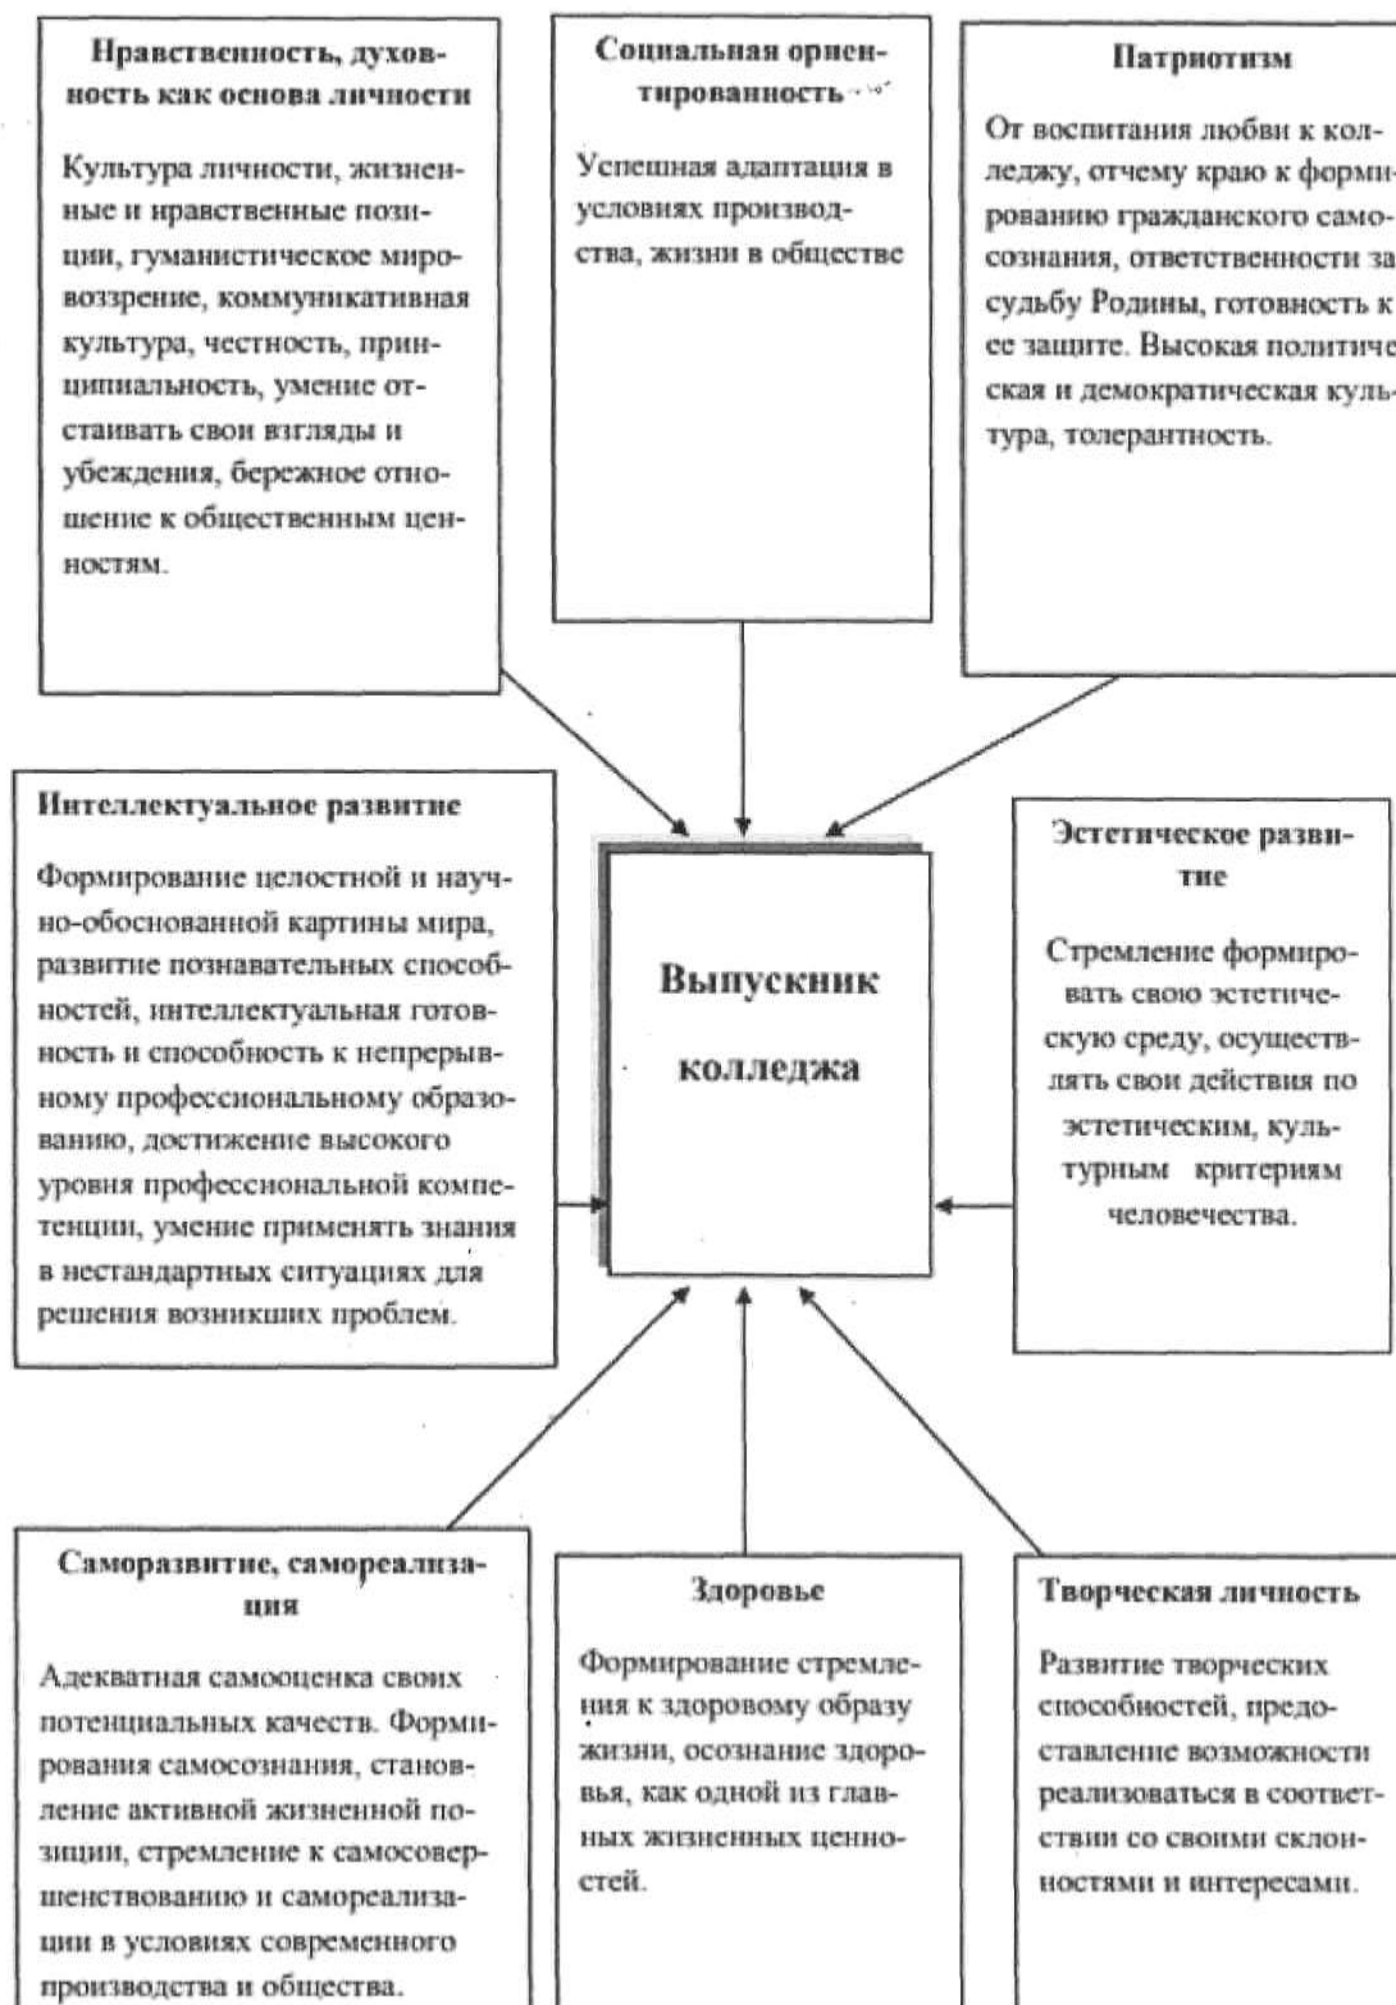 Нравственность, духов-
ность как основа личности
Культура личности, жизнен-
ные и нравственные пози-
ции, гуманистическое миро-
воззрение, коммуникативная
культура, честность, прин-
ципиальность, умение от-
стаивать свои взгляды и
убеждения, бережное отно-
шение к общественным цен-
ностям.
Социальная ориен-
тированность
Успешная адаптация в
условиях производ-
ства, жизни в обществе
Патриотизм
От воспитания любви к кол-
леджу, отчему краю к форми-
рованию гражданского само-
сознания, ответственности за
судьбу Родины, готовность к
ее защите. Высокая политиче
ская и демократическая куль-
тура, толерантность.
Интеллектуальное развитие
Формирование целостной и науч-
но-обоснованной картины мира,
развитие познавательных способ-
ностей, интеллектуальная готов-
ность и способность к непрерыв-
ному профессиональному образо-
ванию, достижение высокого
уровня профессиональной компе-
тенции, умение применять знания
в нестандартных ситуациях для
решения возникших проблем.
Выпускник
колледжа
Эстетическое разви-
тие
Стремление формиро-
вать свою эстетиче-
скую среду, осуществ-
лять свои действия по
эстетическим, куль-
турным критериям
человечества.
Саморазвитие, самореализа-
ция
Адекватная самооценка своих
потенциальных качеств. Форми-
рования самосознания, станов-
ление активной жизненной по-
зиции, стремление к самосовер-
шенствованию и самореализа-
ции в условиях современного
производства и общества.
Здоровье
Формирование стремле-
ния к здоровому образу
жизни, осознание здоро-
вья, как одной из глав-
ных жизненных ценно-
стей.
Творческая личность
Развитие творческих
способностей, предо-
ставление возможности
реализоваться в соответ-
ствии со своими склон-
ностями и интересами.